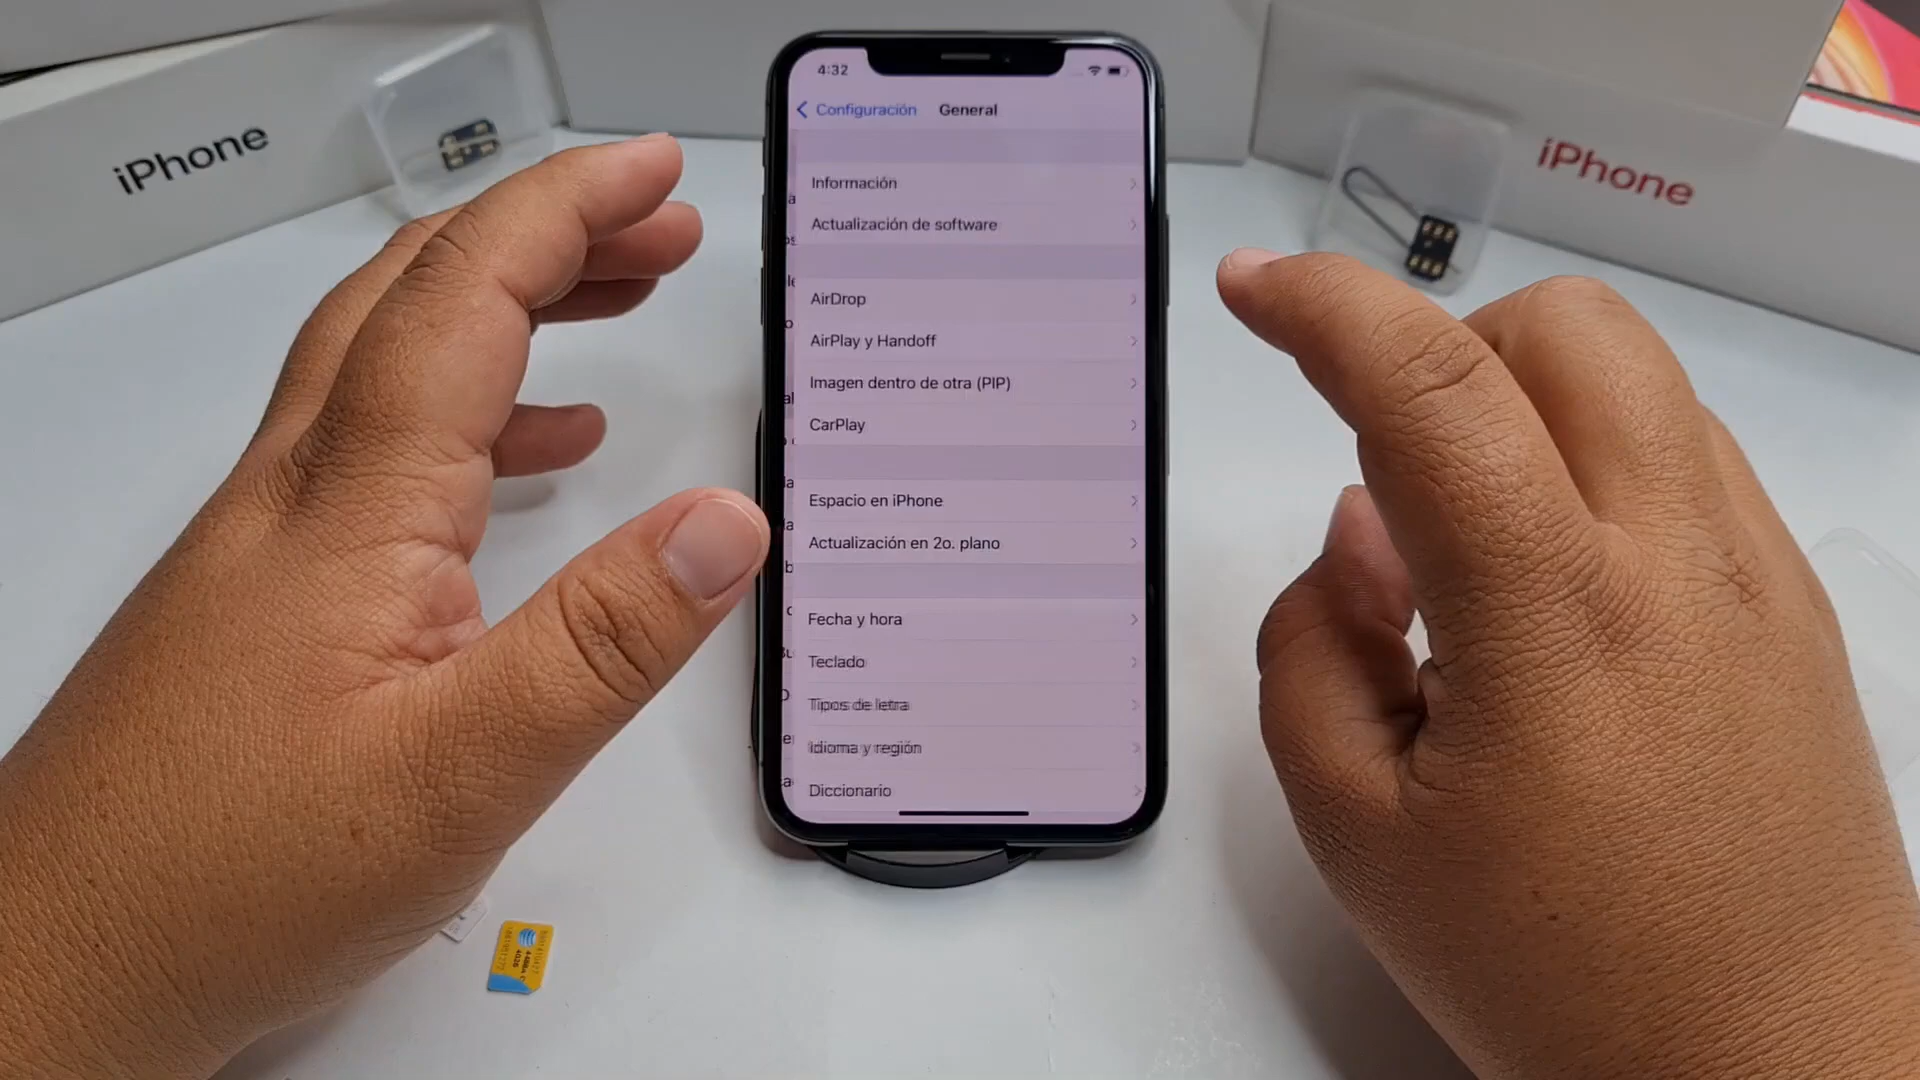 iPhone
iPhone
4:32
Configuración General
Información
Actualización de software
AirDrop
AirPlay y Handoff
Imagen dentro de otra (PIP)
CarPlay
Espacio en iPhone
Actualización en 2o. plano
Fecha y hora
Teclado
Tipos de letra
Idioma y región
Diccionario